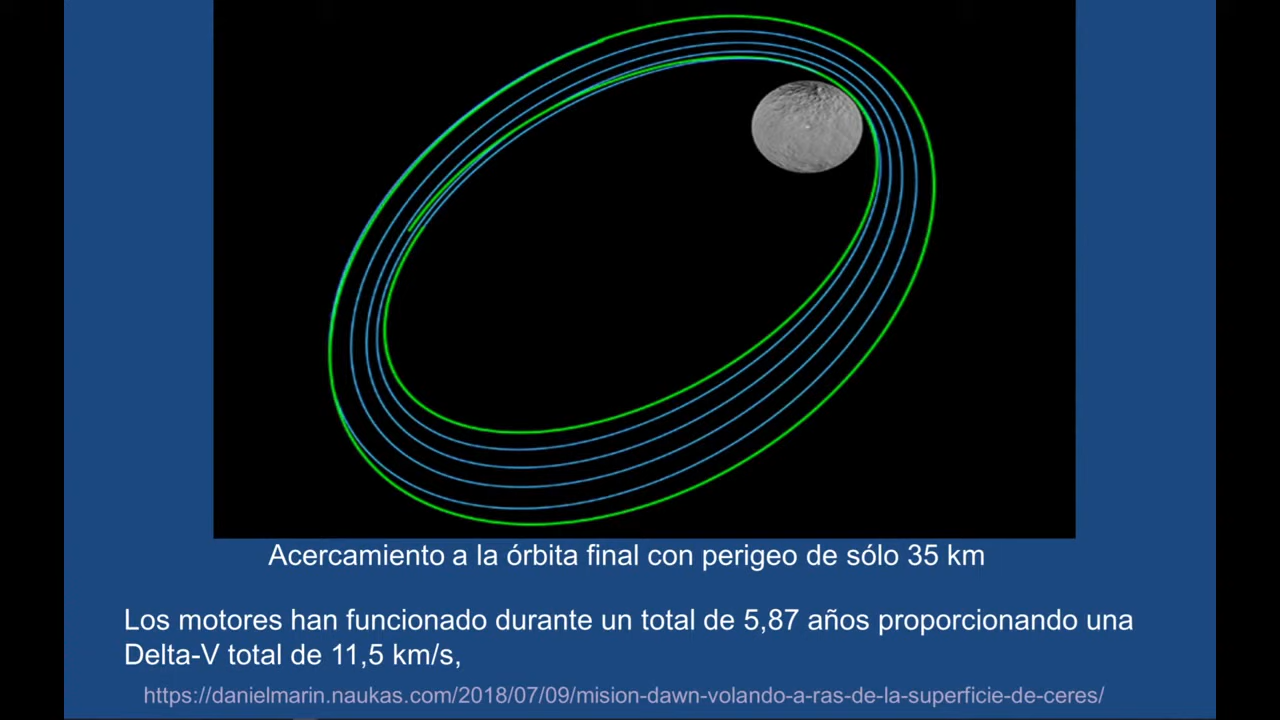 Acercamiento a la órbita final con perigeo de sólo 35 km
Los motores han funcionado durante un total de 5,87 años proporcionando una
Delta-V total de 11,5 km/s,
https://danielmarin.naukas.com/2018/07/09/mision-dawn-volando-a-ras-de-la-superficie-de-ceres/